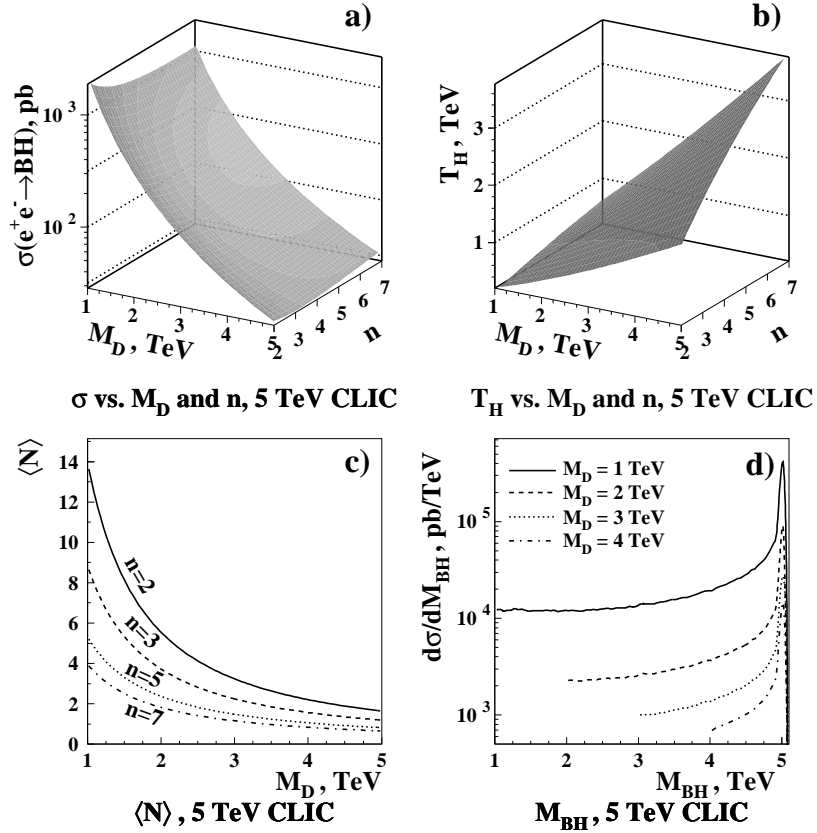 a)
σ(e⁺e⁻→BH), pb
10³
10²
1
2
3
4
5
M_D, TeV
2
3
4
5
6
7
n
σ vs. M_D and n, 5 TeV CLIC
b)
T_H, TeV
3
2
1
1
2
3
4
5
M_D, TeV
2
3
4
5
6
7
n
T_H vs. M_D and n, 5 TeV CLIC
c)
⟨N⟩
14
12
10
8
6
4
2
0
n=2
n=3
n=5
n=7
1 2 3 4 5
M_D, TeV
⟨N⟩, 5 TeV CLIC
d)
dσ/dM_BH, pb/TeV
M_D = 1 TeV
M_D = 2 TeV
M_D = 3 TeV
M_D = 4 TeV
10⁵
10⁴
10³
1 2 3 4 5
M_BH, TeV
M_BH, 5 TeV CLIC